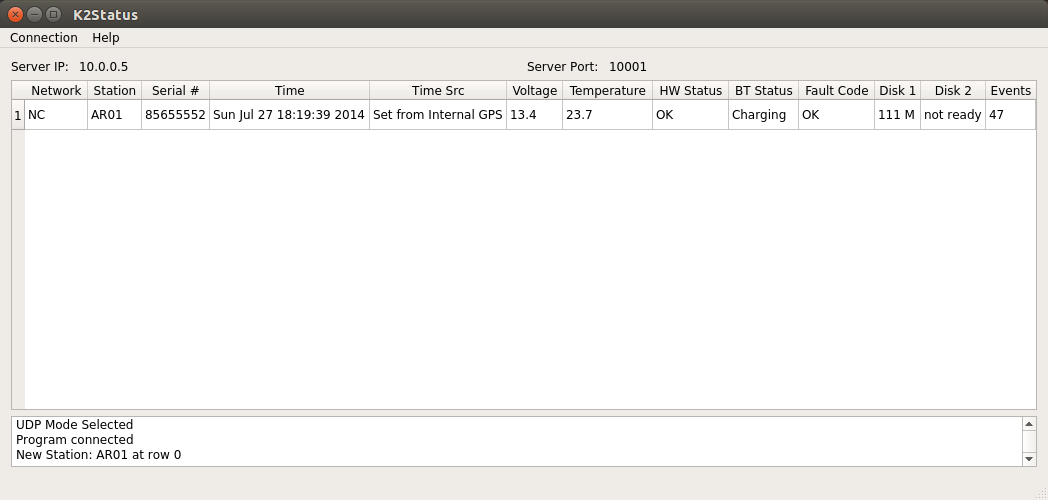 K2Status
Connection Help
Server IP: 10.0.0.5 Server Port: 10001
Network Station Serial # Time Time Src Voltage Temperature HW Status BT Status Fault Code Disk 1 Disk 2 Events
1 NC AR01 85655552 Sun Jul 27 18:19:39 2014 Set from Internal GPS 13.4 23.7 OK Charging OK 111 M not ready 47
UDP Mode Selected
Program connected
New Station: AR01 at row 0